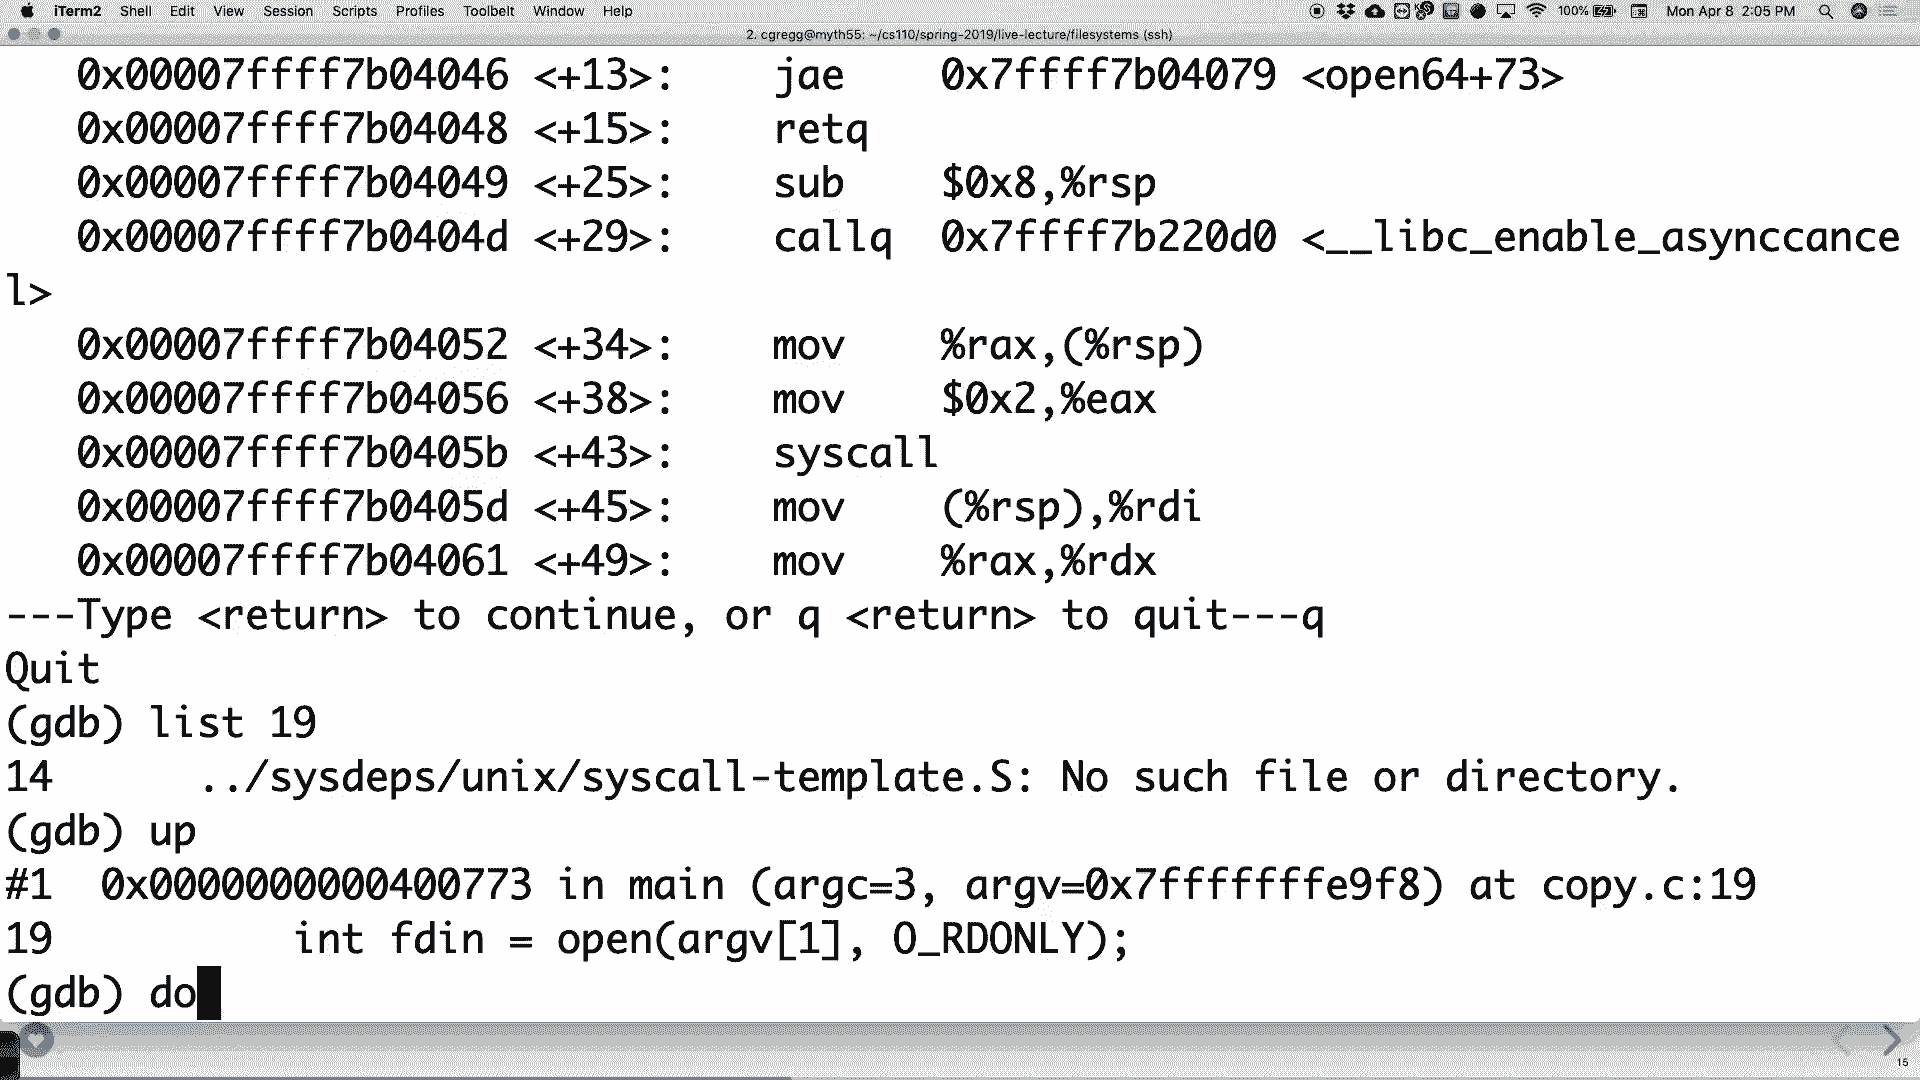 iTerm2 Shell Edit View Session Scripts Profiles Toolbelt Window Help 100% Mon Apr 8 2:05 PM
2. cgregg@myth55: ~/cs110/spring-2019/live-lecture/filesystems (ssh)
0x00007ffff7b04046 <+13>: jae 0x7ffff7b04079 <open64+73>
0x00007ffff7b04048 <+15>: retq
0x00007ffff7b04049 <+25>: sub $0x8,%rsp
0x00007ffff7b0404d <+29>: callq 0x7ffff7b220d0 <__libc_enable_asynccance
l>
0x00007ffff7b04052 <+34>: mov %rax,(%rsp)
0x00007ffff7b04056 <+38>: mov $0x2,%eax
0x00007ffff7b0405b <+43>: syscall
0x00007ffff7b0405d <+45>: mov (%rsp),%rdi
0x00007ffff7b04061 <+49>: mov %rax,%rdx
---Type <return> to continue, or q <return> to quit---q
Quit
(gdb) list 19
14 ../sysdeps/unix/syscall-template.S: No such file or directory.
(gdb) up
#1 0x0000000000400773 in main (argc=3, argv=0x7fffffffe9f8) at copy.c:19
19 int fdin = open(argv[1], O_RDONLY);
(gdb) do
15